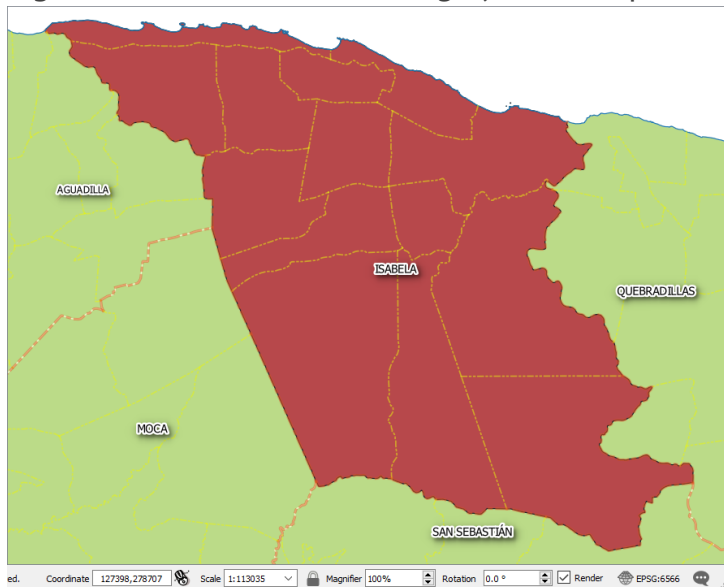 AGUADILLA
ISABELA
QUEBRADILLAS
MOCA
SAN SEBASTIÁN
ed. Coordinate 127398,278707 Scale 1:113035 Magnifier 100% Rotation 0.0 ° Render EPSG:6566